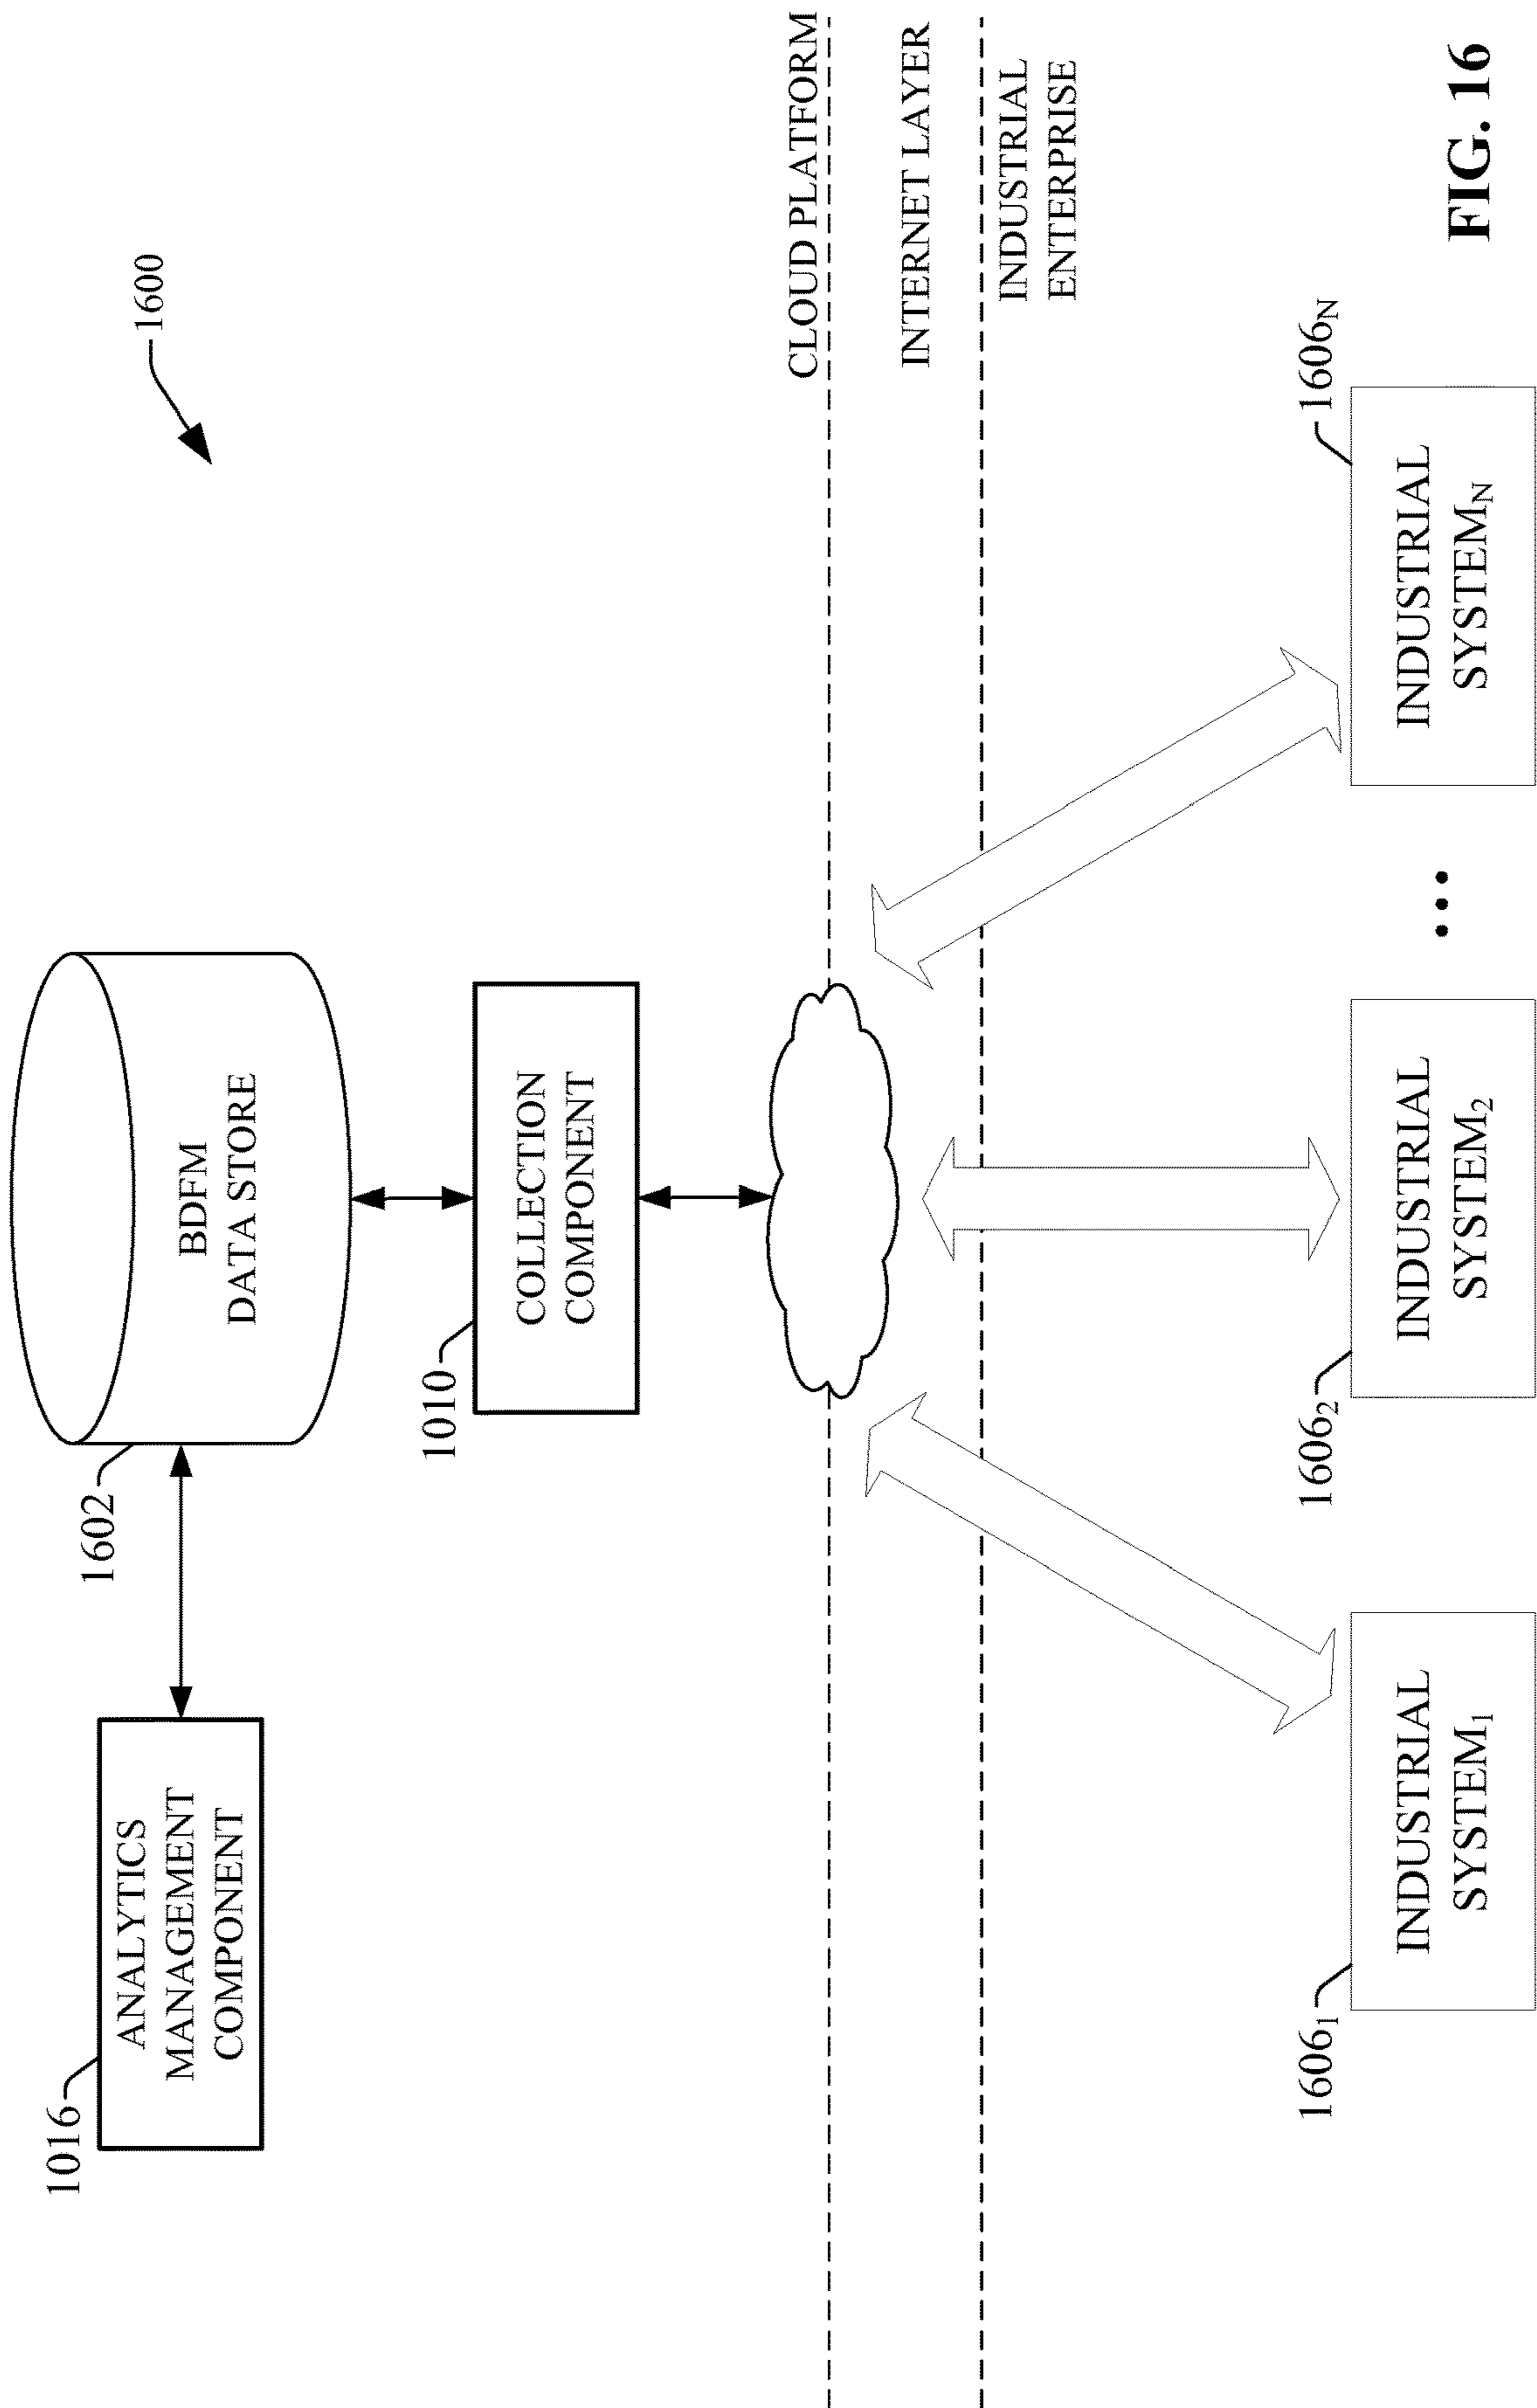 1600
1016
ANALYTICS
MANAGEMENT
COMPONENT
1602
BDFM
DATA STORE
1010
COLLECTION
COMPONENT
CLOUD PLATFORM
INTERNET LAYER
INDUSTRIAL
ENTERPRISE
1606₁
INDUSTRIAL
SYSTEM₁
1606₂
INDUSTRIAL
SYSTEM₂
...
1606N
INDUSTRIAL
SYSTEMN
FIG. 16